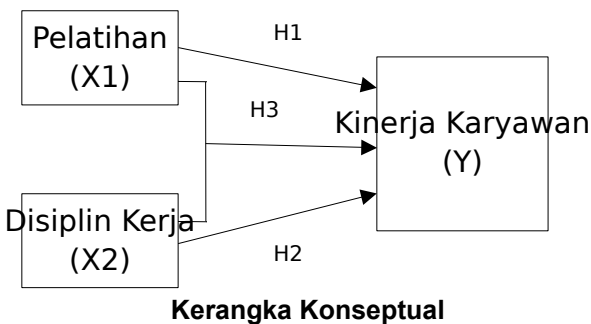 Pelatihan
(X1)
H1
H3
Kinerja Karyawan
(Y)
Disiplin Kerja
(X2)
H2
Kerangka Konseptual